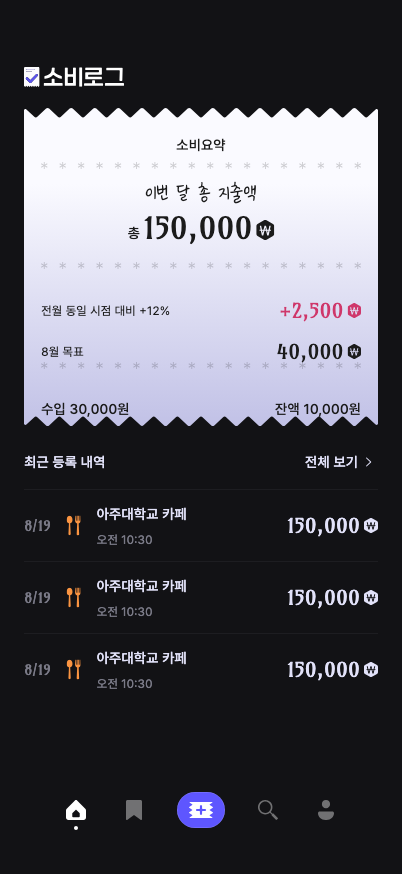 소비로그
소비요약
* * * * * * * * * * * * * * * * * *
이번 달 총 지출액
총 150,000 ₩
* * * * * * * * * * * * * * * * * *
전월 동일 시점 대비 +12% +2,500 ₩
8월 목표 40,000 ₩
* * * * * * * * * * * * * * * * * *
수입 30,000원 잔액 10,000원
최근 등록 내역 전체 보기 >
8/19 아주대학교 카페 150,000 ₩
오전 10:30
8/19 아주대학교 카페 150,000 ₩
오전 10:30
8/19 아주대학교 카페 150,000 ₩
오전 10:30